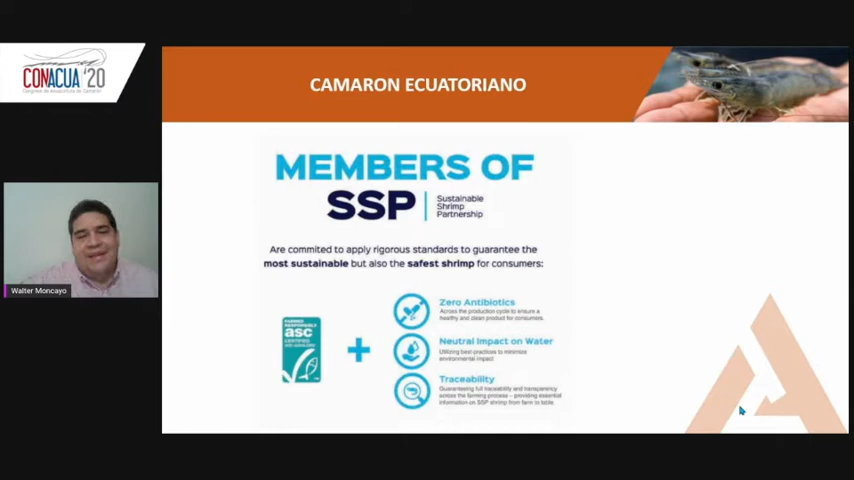 CONACUA '20
Congreso de Acuacultura de Camarón
CAMARON ECUATORIANO
MEMBERS OF
SSP
Sustainable
Shrimp
Partnership
Are commited to apply rigorous standards to guarantee the
most sustainable but also the safest shrimp for consumers:
FARMED
RESPONSIBLY
asc
CERTIFIED
Zero Antibiotics
Across the production cycle to ensure a
healthy and clean product for consumers.
Neutral Impact on Water
Utilizing best-practices to minimize
environmental impact
Traceability
Guaranteeing full traceability and transparency
across the farming process – providing essential
information on SSP shrimp from farm to table.
Walter Moncayo